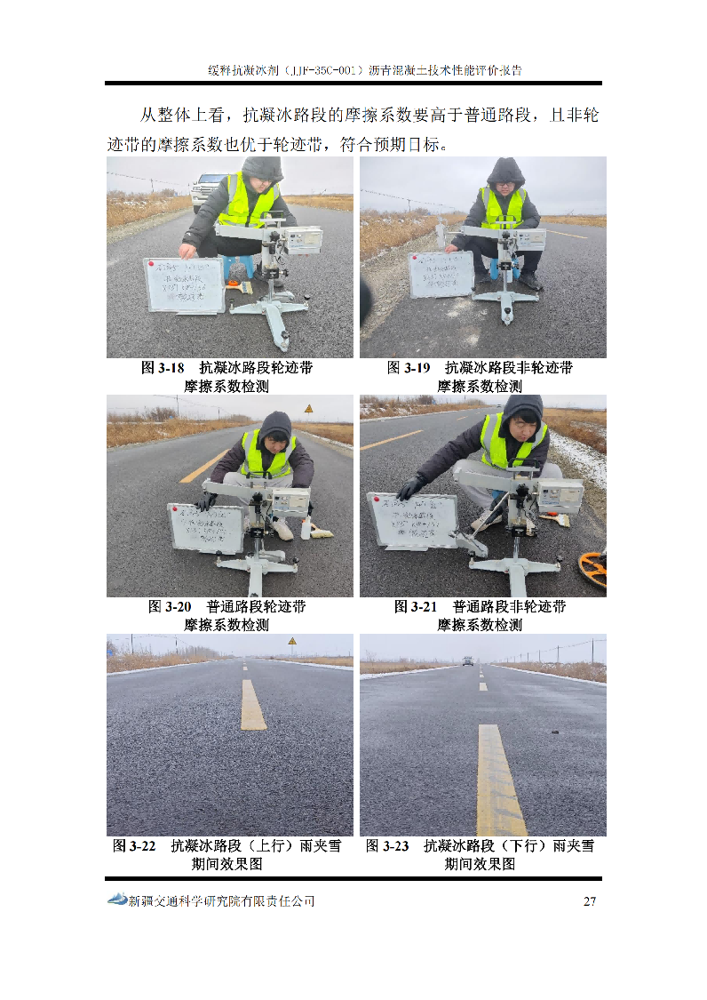 缓释抗凝冰剂（JJF-35C-001）沥青混凝土技术性能评价报告
从整体上看，抗凝冰路段的摩擦系数要高于普通路段，且非轮
迹带的摩擦系数也优于轮迹带，符合预期目标。
图 3-18 抗凝冰路段轮迹带
摩擦系数检测
图 3-19 抗凝冰路段非轮迹带
摩擦系数检测
图 3-20 普通路段轮迹带
摩擦系数检测
图 3-21 普通路段非轮迹带
摩擦系数检测
图 3-22 抗凝冰路段（上行）雨夹雪
期间效果图
图 3-23 抗凝冰路段（下行）雨夹雪
期间效果图
新疆交通科学研究院有限责任公司
27